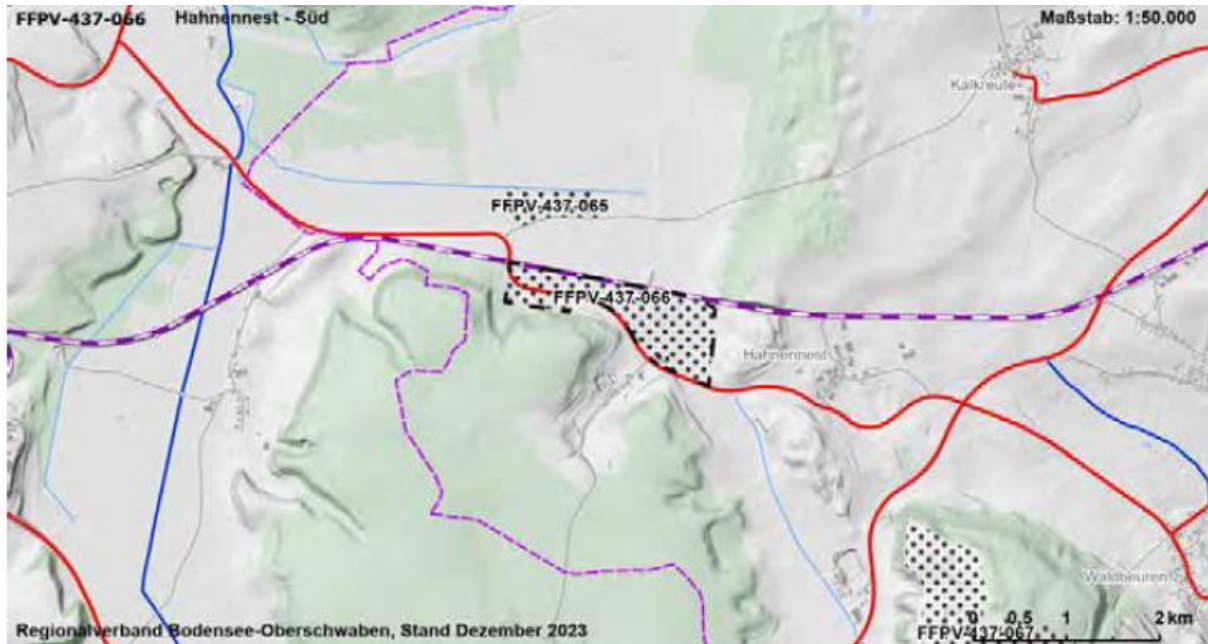 FFPV-437-066 Hahnennest - Süd Maßstab: 1:50.000
Kalkreute
FFPV-437-065
FFPV-437-066
Hahnennest
Waldbeuren
0 0,5 1 2 km
Regionalverband Bodensee-Oberschwaben, Stand Dezember 2023
FFPV-437-067